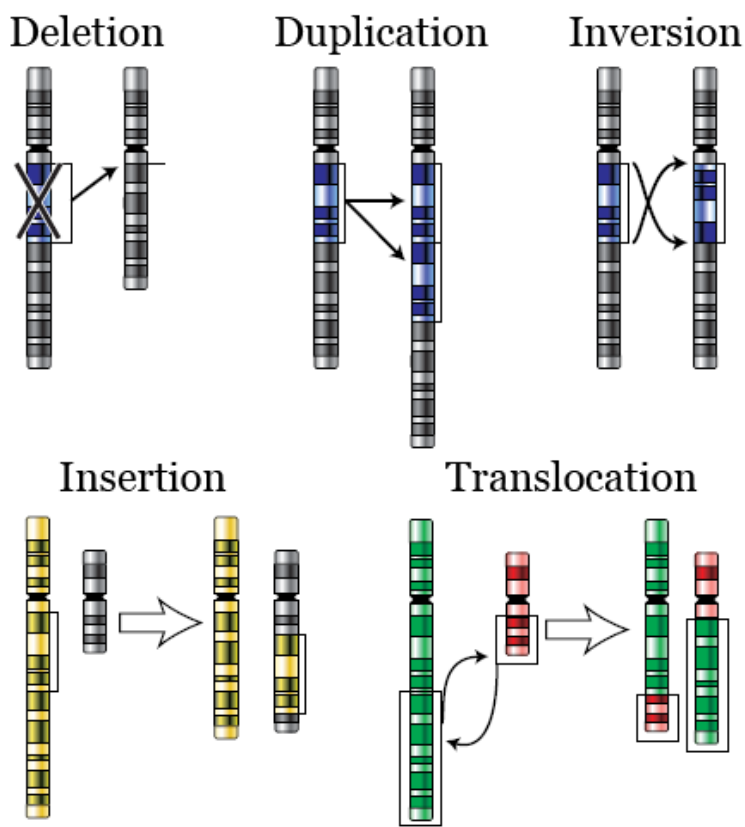 Deletion
Duplication
Inversion
Insertion
Translocation